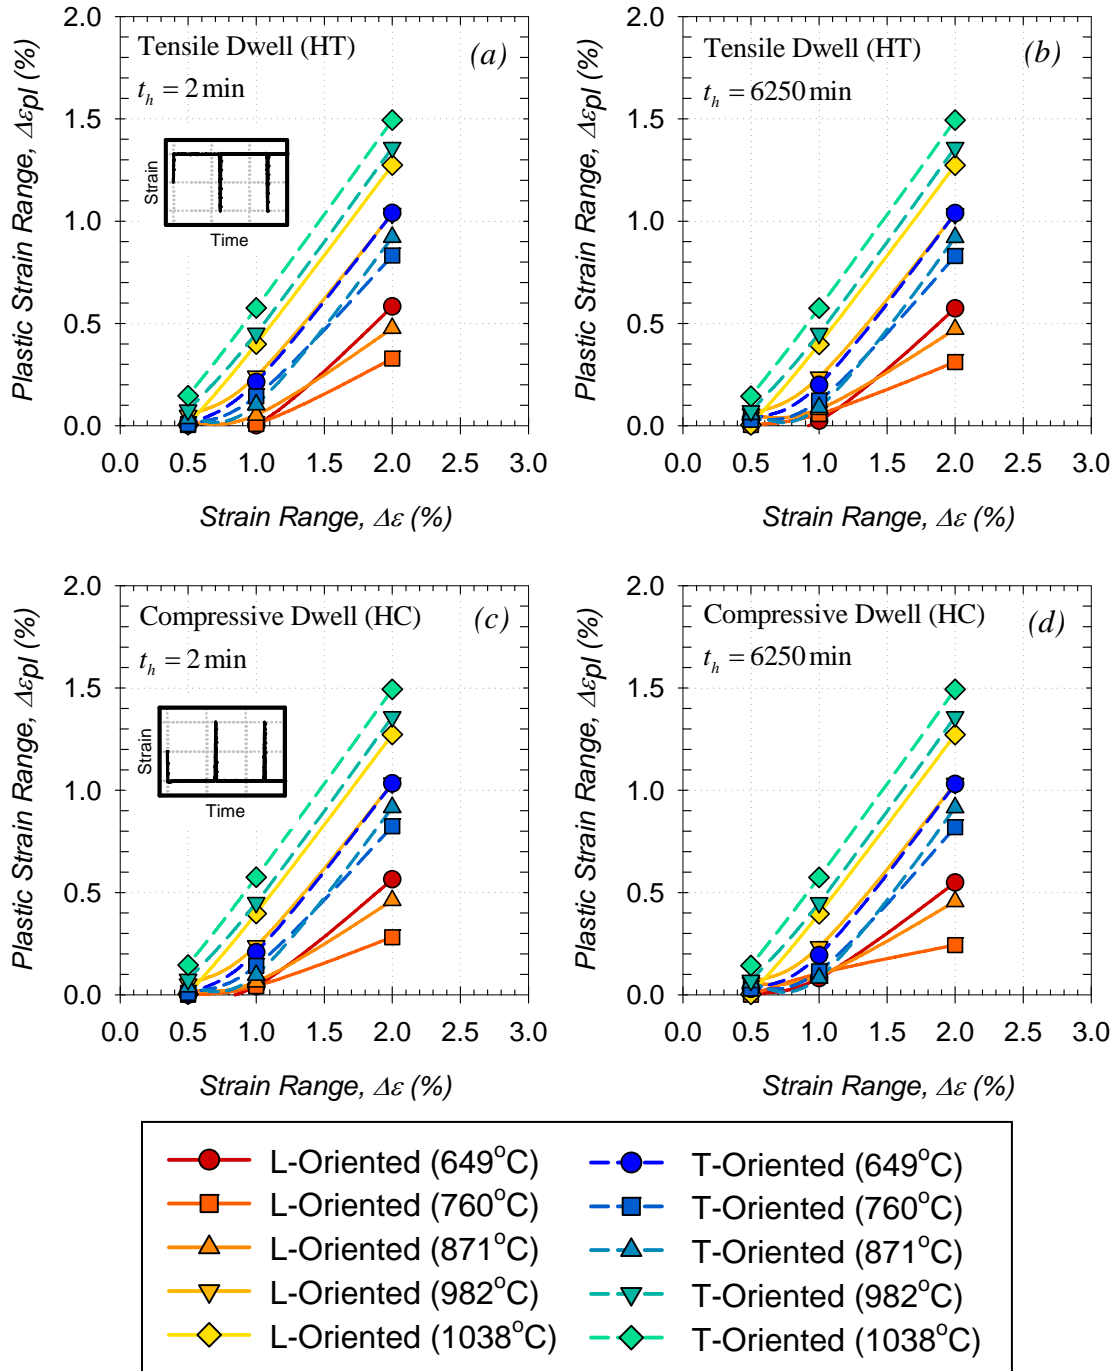 Tensile Dwell (HT)
(a)
t_h = 2 min
Strain
Time
Plastic Strain Range, Δεpl (%)
2.0
1.5
1.0
0.5
0.0
0.0 0.5 1.0 1.5 2.0 2.5 3.0
Strain Range, Δε (%)
Tensile Dwell (HT)
(b)
t_h = 6250 min
Plastic Strain Range, Δεpl (%)
2.0
1.5
1.0
0.5
0.0
0.0 0.5 1.0 1.5 2.0 2.5 3.0
Strain Range, Δε (%)
Compressive Dwell (HC)
(c)
t_h = 2 min
Strain
Time
Plastic Strain Range, Δεpl (%)
2.0
1.5
1.0
0.5
0.0
0.0 0.5 1.0 1.5 2.0 2.5 3.0
Strain Range, Δε (%)
Compressive Dwell (HC)
(d)
t_h = 6250 min
Plastic Strain Range, Δεpl (%)
2.0
1.5
1.0
0.5
0.0
0.0 0.5 1.0 1.5 2.0 2.5 3.0
Strain Range, Δε (%)
L-Oriented (649°C)
L-Oriented (760°C)
L-Oriented (871°C)
L-Oriented (982°C)
L-Oriented (1038°C)
T-Oriented (649°C)
T-Oriented (760°C)
T-Oriented (871°C)
T-Oriented (982°C)
T-Oriented (1038°C)